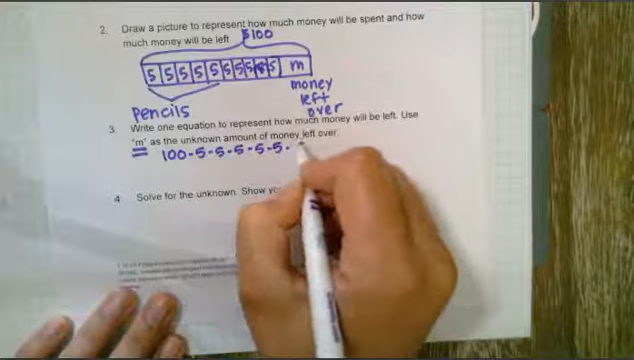 2. Draw a picture to represent how much money will be spent and how
much money will be left $100
5 5 5 5 5 5 5 5 5 5 m
pencils
money
left
over
3. Write one equation to represent how much money will be left. Use
"m" as the unknown amount of money left over.
100-5-5-5-5-5-
4. Solve for the unknown. Show